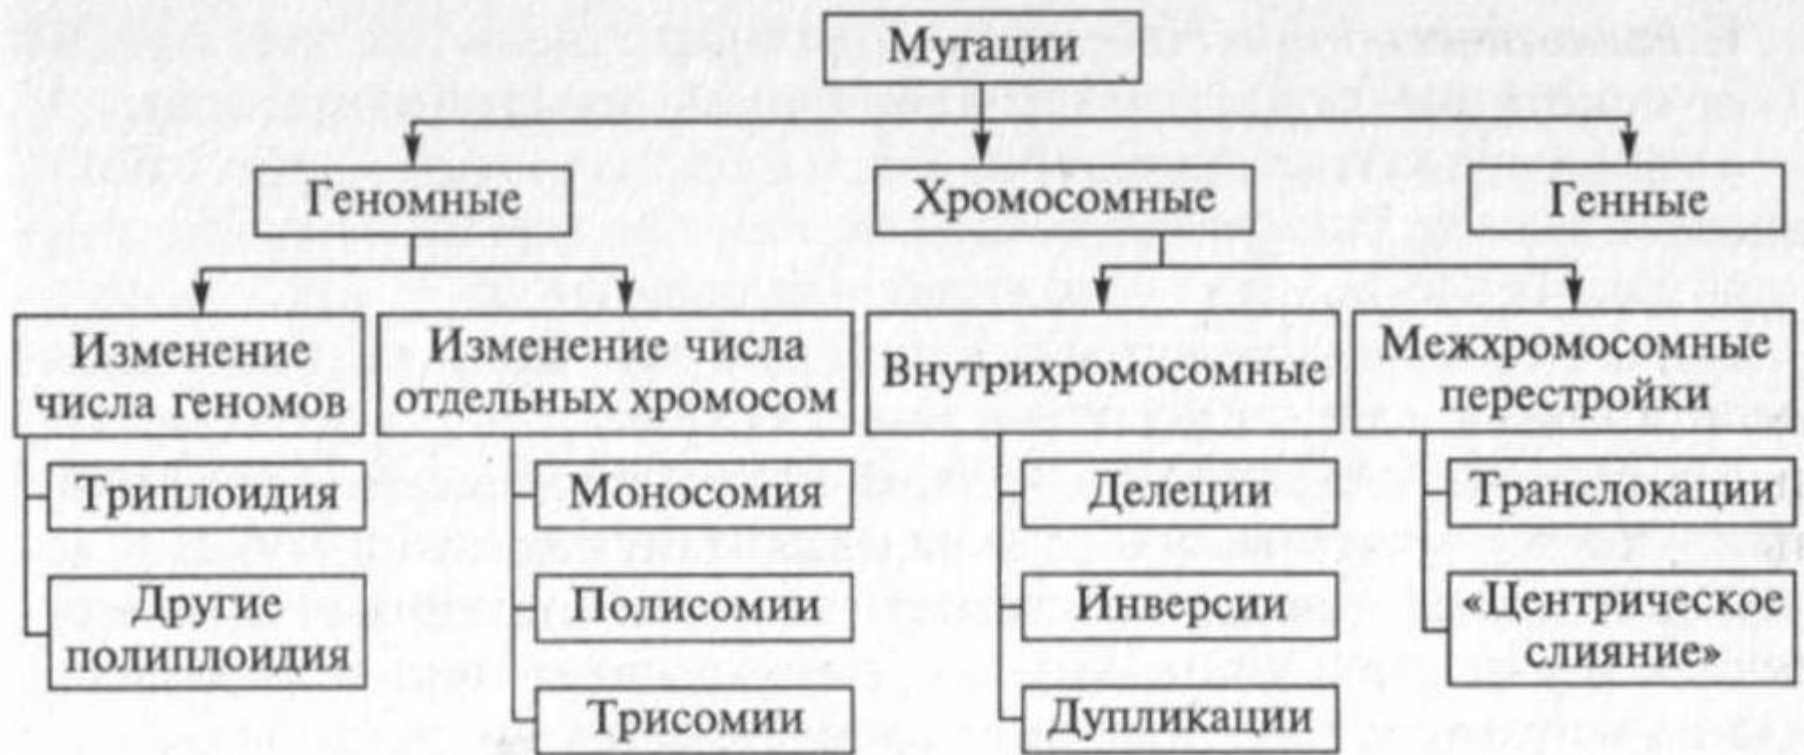 Мутации
Геномные
Хромосомные
Генные
Изменение
числа геномов
Изменение числа
отдельных хромосом
Внутрихромосомные
Межхромосомные
перестройки
Триплоидия
Моносомия
Делеции
Транслокации
Другие
полиплоидия
Полисомии
Инверсии
«Центрическое
слияние»
Трисомии
Дупликации